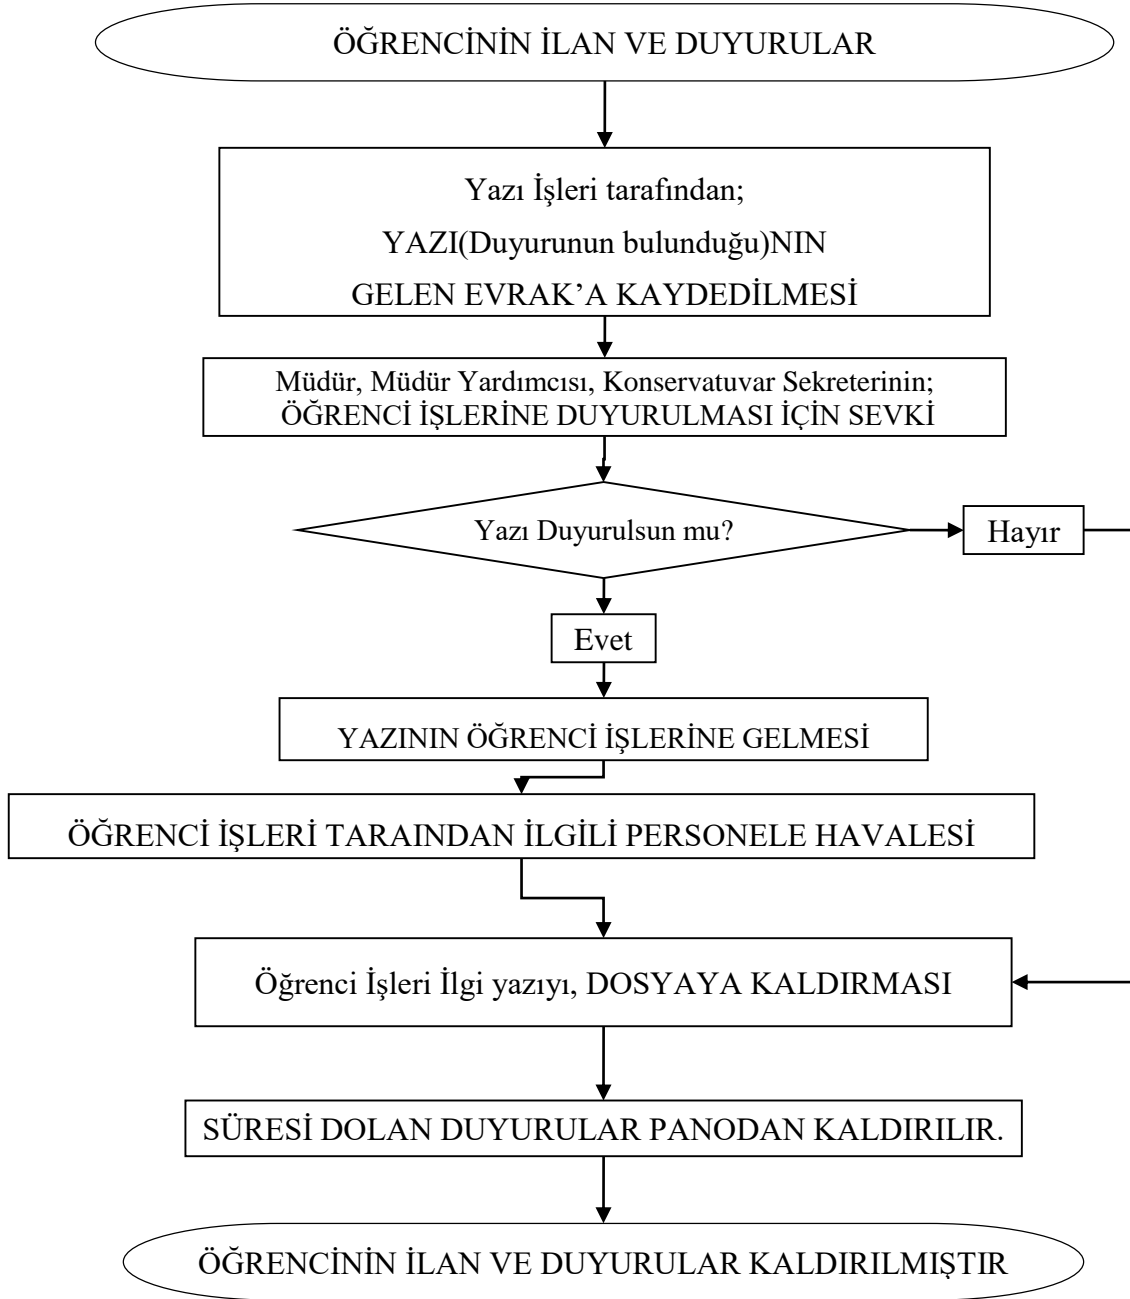 ÖĞRENCİNİN İLAN VE DUYURULAR
Yazı İşleri tarafından;
YAZI(Duyurunun bulunduğu)NIN
GELEN EVRAK’A KAYDEDİLMESİ
Müdür, Müdür Yardımcısı, Konservatuvar Sekreterinin;
ÖĞRENCİ İŞLERİNE DUYURULMASI İÇİN SEVKİ
Yazı Duyurulsun mu?
Hayır
Evet
YAZININ ÖĞRENCİ İŞLERİNE GELMESİ
ÖĞRENCİ İŞLERİ TARAINDAN İLGİLİ PERSONELE HAVALESİ
Öğrenci İşleri İlgi yazıyı, DOSYAYA KALDIRMASI
SÜRESİ DOLAN DUYURULAR PANODAN KALDIRILIR.
ÖĞRENCİNİN İLAN VE DUYURULAR KALDIRILMIŞTIR